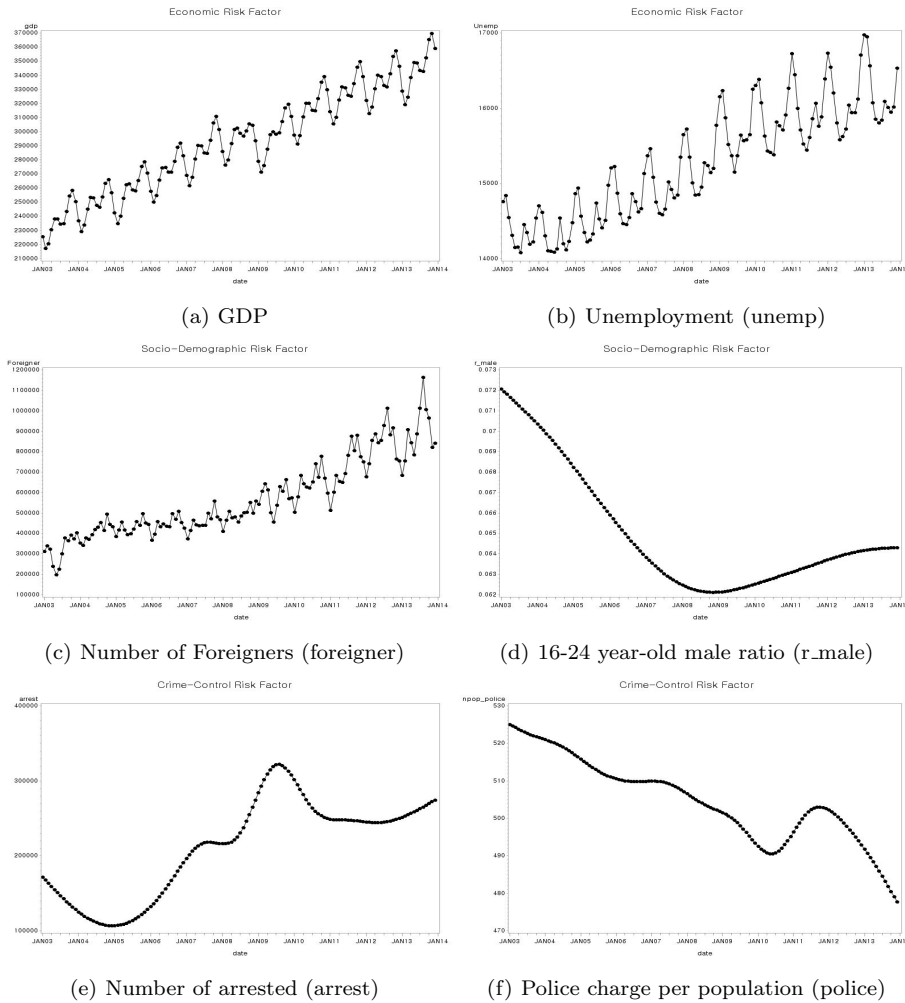 Economic Risk Factor
gdp
370000
360000
350000
340000
330000
320000
310000
300000
290000
280000
270000
260000
250000
240000
230000
220000
210000
JAN03 JAN04 JAN05 JAN06 JAN07 JAN08 JAN09 JAN10 JAN11 JAN12 JAN13 JAN14
date
(a) GDP
Economic Risk Factor
Unemp
17000
16000
15000
14000
JAN03 JAN04 JAN05 JAN06 JAN07 JAN08 JAN09 JAN10 JAN11 JAN12 JAN13 JAN1
date
(b) Unemployment (unemp)
Socio-Demographic Risk Factor
Foreigner
1200000
1100000
1000000
900000
800000
700000
600000
500000
400000
300000
200000
100000
JAN03 JAN04 JAN05 JAN06 JAN07 JAN08 JAN09 JAN10 JAN11 JAN12 JAN13 JAN14
date
(c) Number of Foreigners (foreigner)
Socio-Demographic Risk Factor
r_male
0.073
0.072
0.071
0.07
0.069
0.068
0.067
0.066
0.065
0.064
0.063
0.062
JAN03 JAN04 JAN05 JAN06 JAN07 JAN08 JAN09 JAN10 JAN11 JAN12 JAN13 JAN1
date
(d) 16-24 year-old male ratio (r_male)
Crime-Control Risk Factor
arrest
400000
300000
200000
100000
JAN03 JAN04 JAN05 JAN06 JAN07 JAN08 JAN09 JAN10 JAN11 JAN12 JAN13 JAN14
date
(e) Number of arrested (arrest)
Crime-Control Risk Factor
npop_police
530
520
510
500
490
480
470
JAN03 JAN04 JAN05 JAN06 JAN07 JAN08 JAN09 JAN10 JAN11 JAN12 JAN13 JAN1
date
(f) Police charge per population (police)